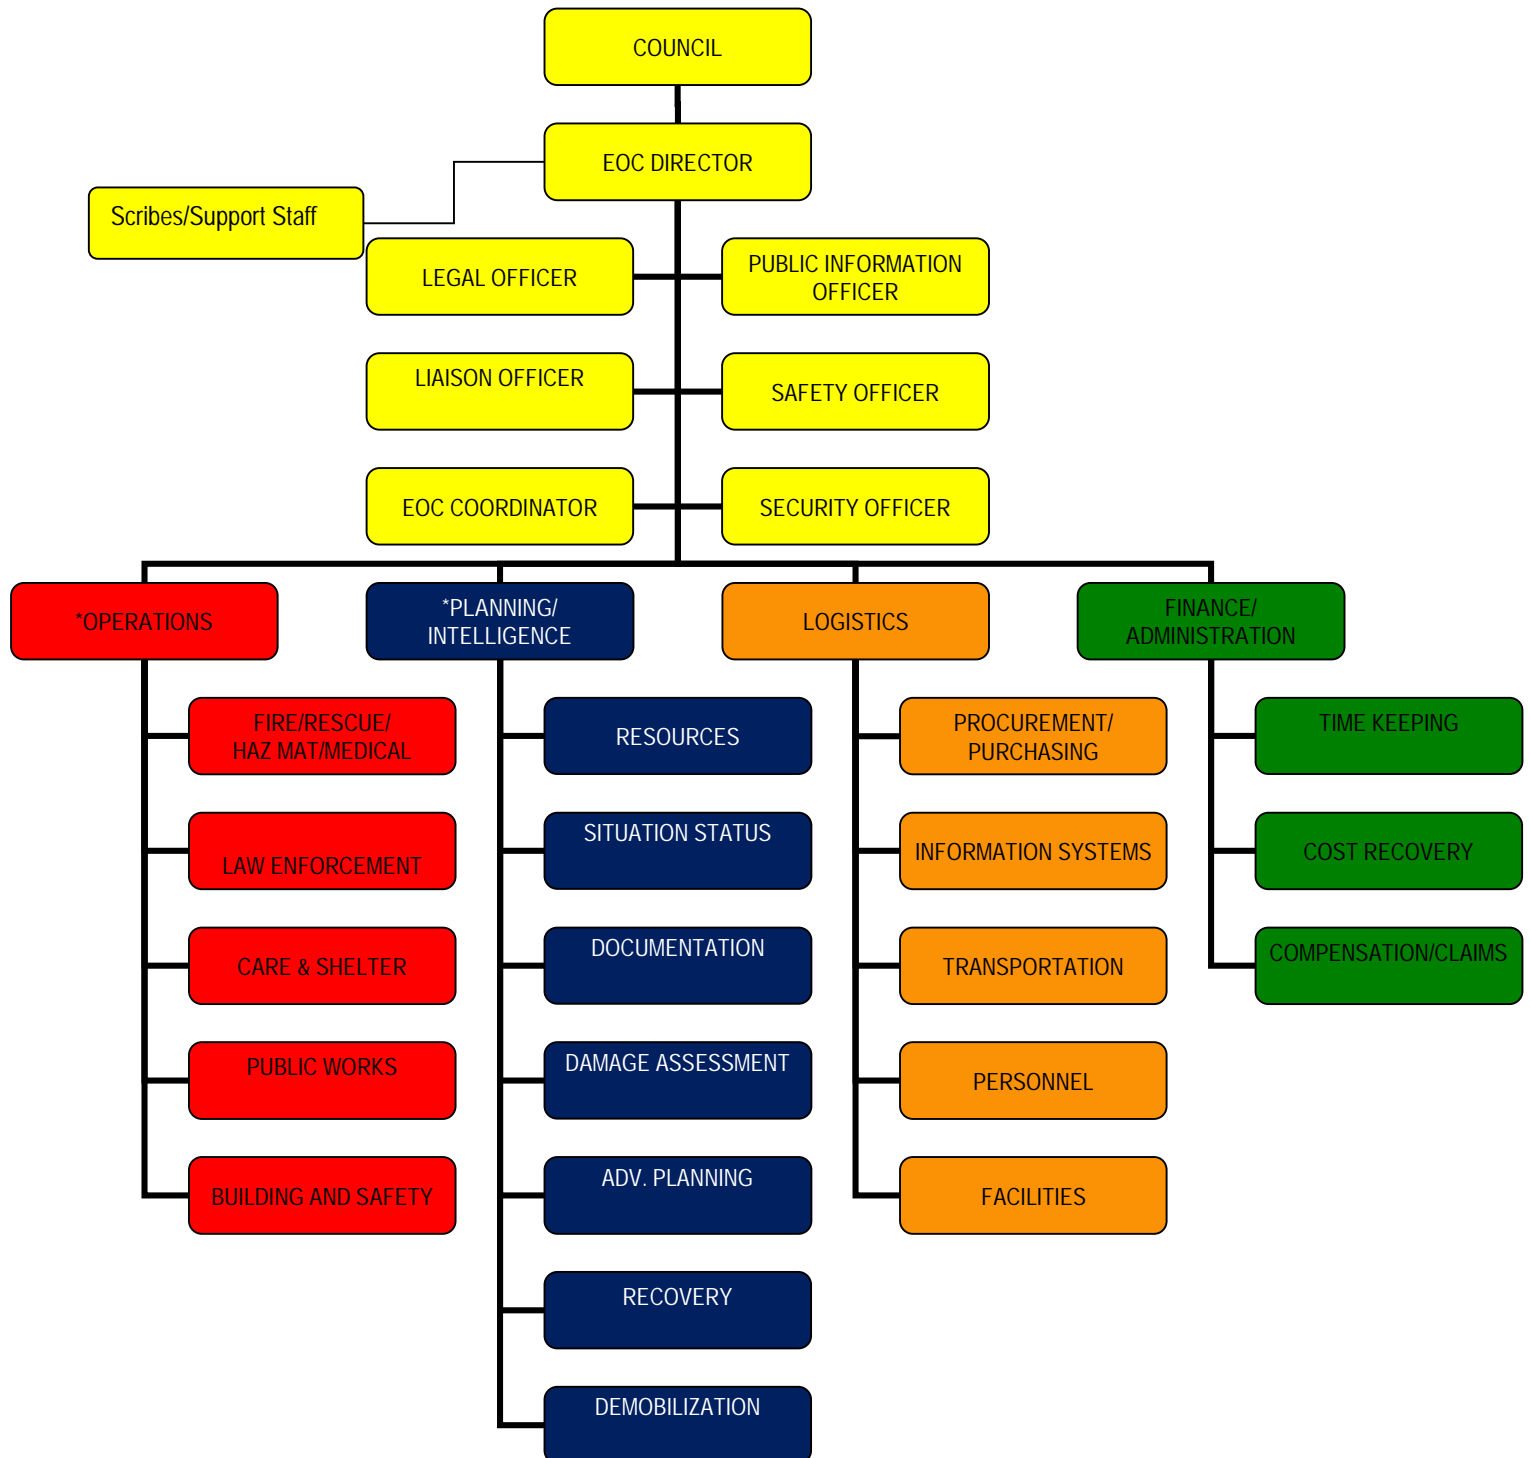 COUNCIL
EOC DIRECTOR
Scribes/Support Staff
LEGAL OFFICER
PUBLIC INFORMATION
OFFICER
LIAISON OFFICER
SAFETY OFFICER
EOC COORDINATOR
SECURITY OFFICER
*OPERATIONS
*PLANNING/
INTELLIGENCE
LOGISTICS
FINANCE/
ADMINISTRATION
FIRE/RESCUE/
HAZ MAT/MEDICAL
LAW ENFORCEMENT
CARE & SHELTER
PUBLIC WORKS
BUILDING AND SAFETY
RESOURCES
SITUATION STATUS
DOCUMENTATION
DAMAGE ASSESSMENT
ADV. PLANNING
RECOVERY
DEMOBILIZATION
PROCUREMENT/
PURCHASING
INFORMATION SYSTEMS
TRANSPORTATION
PERSONNEL
FACILITIES
TIME KEEPING
COST RECOVERY
COMPENSATION/CLAIMS